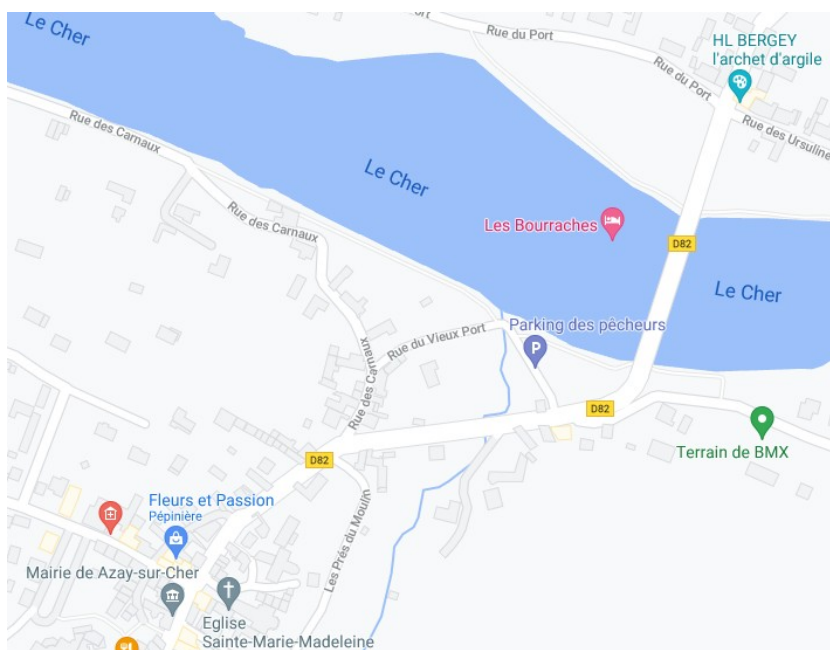 Le Cher
Rue du Port
HL BERGEY
l'archet d'argile
Rue du Port
Rue des Ursuline
Rue des Carnaux
Le Cher
Rue des Carnaux
Les Bourraches
D82
Le Cher
Parking des pêcheurs
P
Rue du Vieux Port
Rue des Carnaux
D82
Terrain de BMX
D82
Fleurs et Passion
Pépinière
Les Prés du Moulin
Mairie de Azay-sur-Cher
Eglise
Sainte-Marie-Madeleine